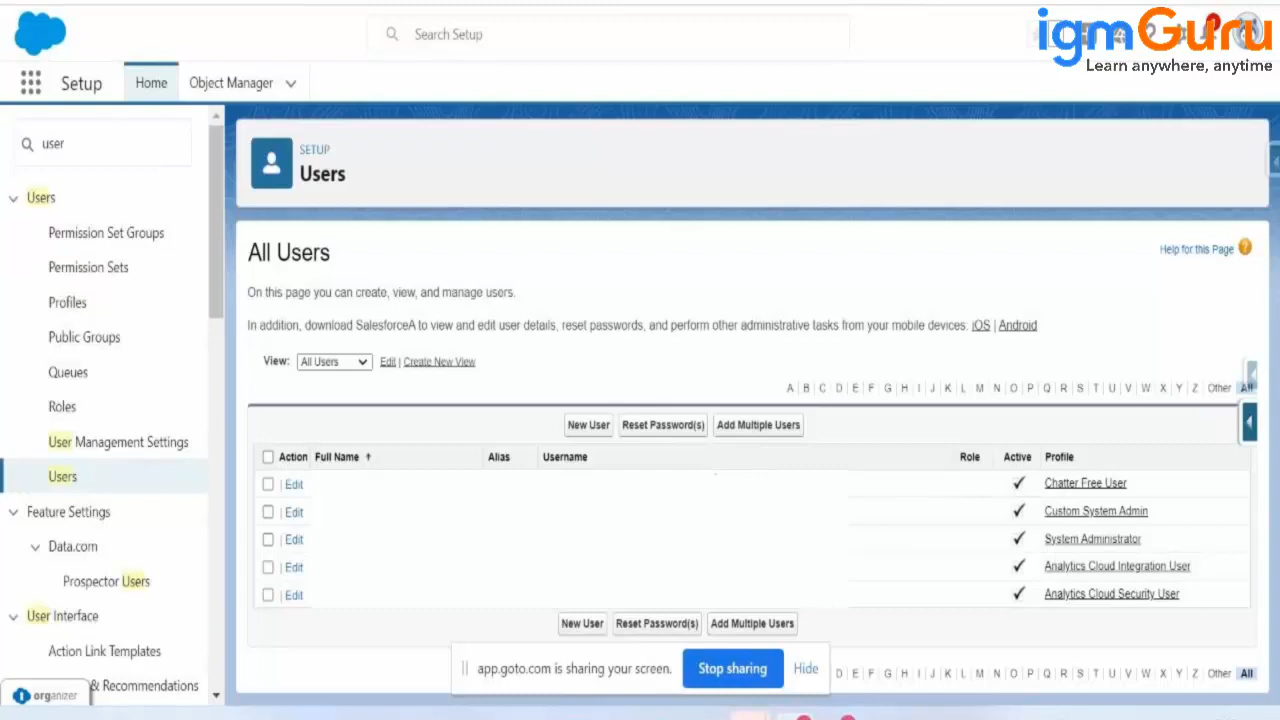 igmGuru
Learn anywhere, anytime
Search Setup
Setup
Home
Object Manager
user
Users
Permission Set Groups
Permission Sets
Profiles
Public Groups
Queues
Roles
User Management Settings
Users
Feature Settings
Data.com
Prospector Users
User Interface
Action Link Templates
& Recommendations
organizer
SETUP
Users
All Users
Help for this Page ?
On this page you can create, view, and manage users.
In addition, download SalesforceA to view and edit user details, reset passwords, and perform other administrative tasks from your mobile devices. iOS | Android
View: All Users Edit | Create New View
A B C D E F G H I J K L M N O P Q R S T U V W X Y Z Other All
New User Reset Password(s) Add Multiple Users
Action Full Name Alias Username Role Active Profile
Edit Chatter Free User
Edit Custom System Admin
Edit System Administrator
Edit Analytics Cloud Integration User
Edit Analytics Cloud Security User
New User Reset Password(s) Add Multiple Users
app.goto.com is sharing your screen. Stop sharing Hide
D E F G H I J K L M N O P Q R S T U V W X Y Z Other All